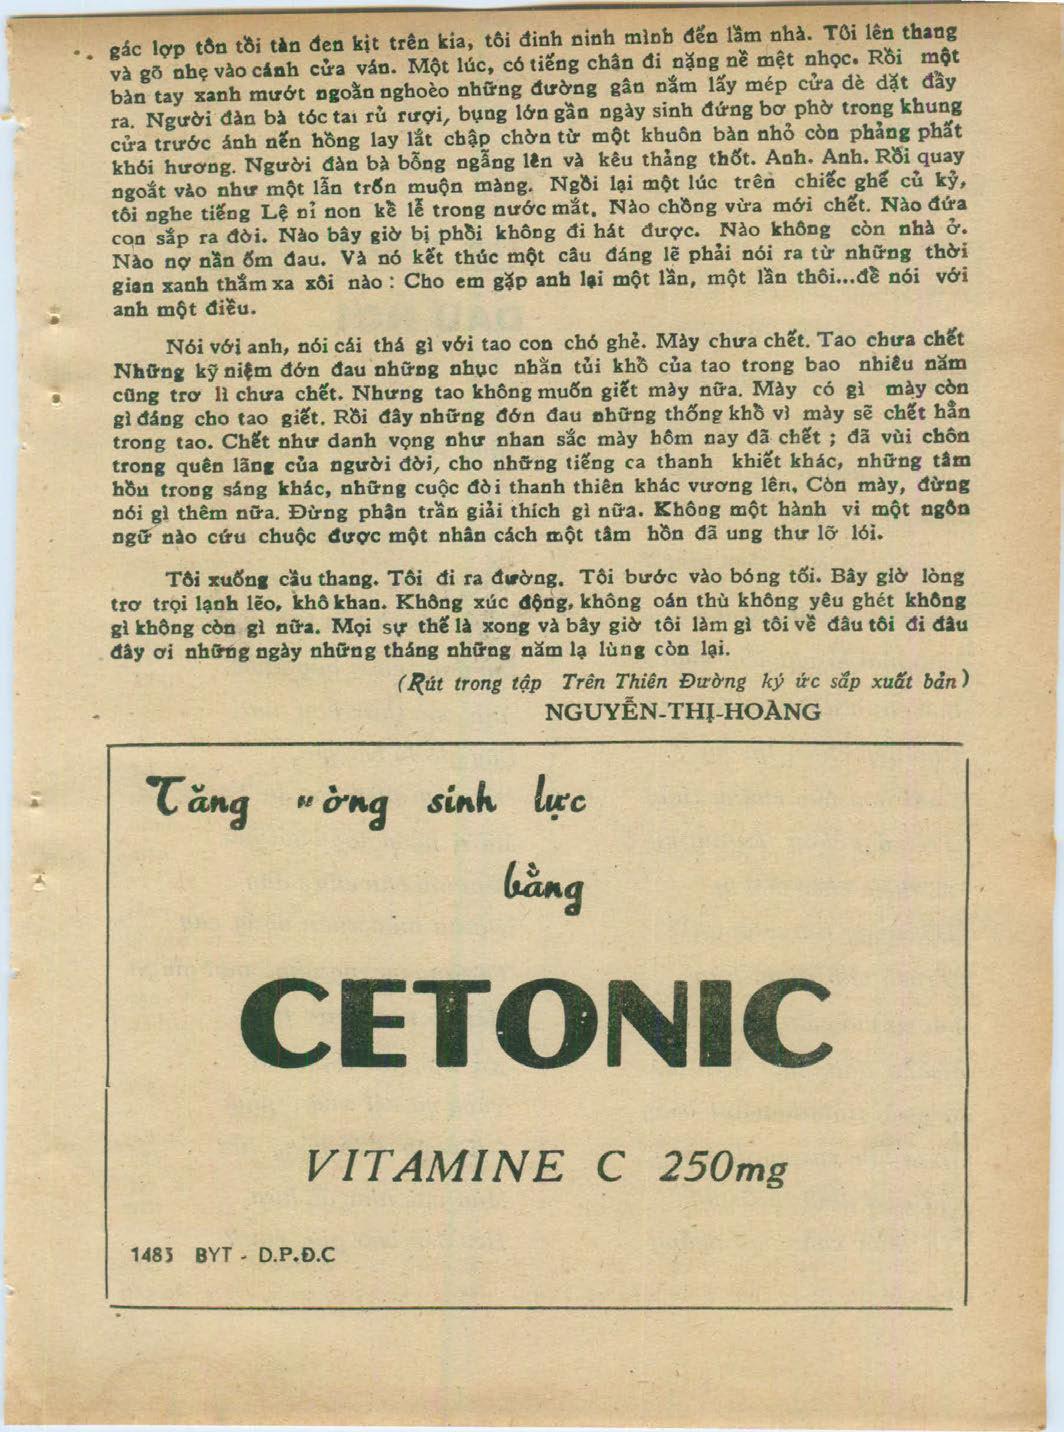 gác lợp tôn tồi tàn đen kịt trên kia, tôi đinh ninh mình đến lầm nhà. Tôi lên thang
và gõ nhẹ vào cánh cửa ván. Một lúc, có tiếng chân đi nặng nề mệt nhọc. Rồi một
bàn tay xanh mướt ngoằn nghoèo những đường gân nắm lấy mép cửa dè dặt đầy
ra. Người đàn bà tóc tai rủ rượi, bụng lớn gần ngày sinh đứng bơ phờ trong khung
cửa trước ánh nến hồng lay lắt chập chờn từ một khuôn bàn nhỏ còn phảng phất
khói hương. Người đàn bà bỗng ngẫng lên và kêu thảng thốt. Anh. Anh. Rồi quay
ngoắt vào như một lẫn trốn muộn màng. Ngồi lại một lúc trên chiếc ghế củ kỷ,
tôi nghe tiếng Lệ nỉ non kề lễ trong nước mắt. Nào chồng vừa mới chết. Nào đứa
con sắp ra đời. Nào bây giờ bị phồi không đi hát được. Nào không còn nhà ở.
Nào nợ nần ốm đau. Và nó kết thúc một câu đáng lẽ phải nói ra từ những thời
gian xanh thẳm xa xôi nào : Cho em gặp anh lại một lần, một lần thôi...đề nói với
anh một điều.
Nói với anh, nói cái thá gì với tao con chó ghẻ. Mày chưa chết. Tao chưa chết
Những kỹ niệm đớn đau những nhục nhằn tủi khồ của tao trong bao nhiêu năm
cũng trơ lì chưa chết. Nhưng tao không muốn giết mày nữa. Mày có gì mày còn
gì đáng cho tao giết. Rồi đây những đớn đau những thống khồ vì mày sẽ chết hẳn
trong tao. Chết như danh vọng như nhan sắc mày hôm nay đã chết ; đã vùi chôn
trong quên lãng của người đời, cho những tiếng ca thanh khiết khác, những tâm
hồn trong sáng khác, những cuộc đời thanh thiên khác vương lên. Còn mày, đừng
nói gì thêm nữa. Đừng phân trần giải thích gì nữa. Không một hành vi một ngôn
ngữ nào cứu chuộc được một nhân cách một tâm hồn đã ung thư lỡ lói.
Tôi xuống cầu thang. Tôi đi ra đường. Tôi bước vào bóng tối. Bây giờ lòng
trơ trọi lạnh lẽo, khô khan. Không xúc động, không oán thù không yêu ghét không
gì không còn gì nữa. Mọi sự thế là xong và bây giờ tôi làm gì tôi về đâu tôi đi đâu
đây ơi những ngày những tháng những năm lạ lùng còn lại.
(Rút trong tập Trên Thiên Đường ký ức sắp xuất bản)
NGUYỄN-THỊ-HOÀNG
Tăng ường sinh lực
bằng
CETONIC
VITAMINE C 250mg
1483 BYT - D.P.Đ.C